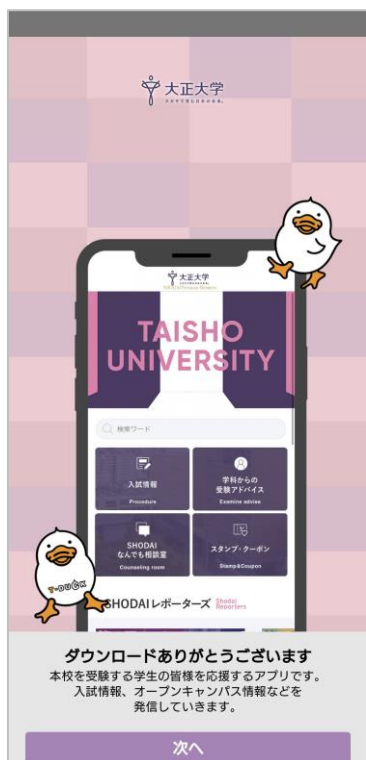 大正大学
大正大学
TAISHO
UNIVERSITY
検索ワード
入試情報
Procedure
学科からの
受験アドバイス
Examine advise
SHODAI
なんでも相談室
Counseling room
スタンプ・クーポン
Stamp&Coupon
SHODAIレポーターズ Shodai
Reporters
T-DUCK
ダウンロードありがとうございます
本校を受験する学生の皆様を応援するアプリです。
入試情報、オープンキャンパス情報などを
発信していきます。
次へ